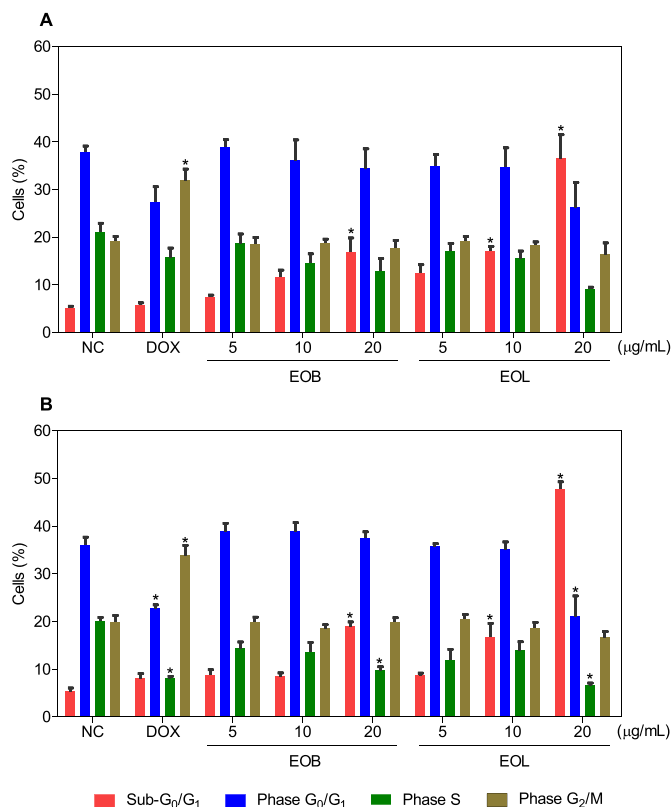 A
60
50
40
30
20
10
0
Cells (%)
* * * *
NC DOX 5 10 20 5 10 20 (μg/mL)
EOB EOL
B
60
50
40
30
20
10
0
Cells (%)
* * * * * * * * *
NC DOX 5 10 20 5 10 20 (μg/mL)
EOB EOL
Sub-G₀/G₁ Phase G₀/G₁ Phase S Phase G₂/M